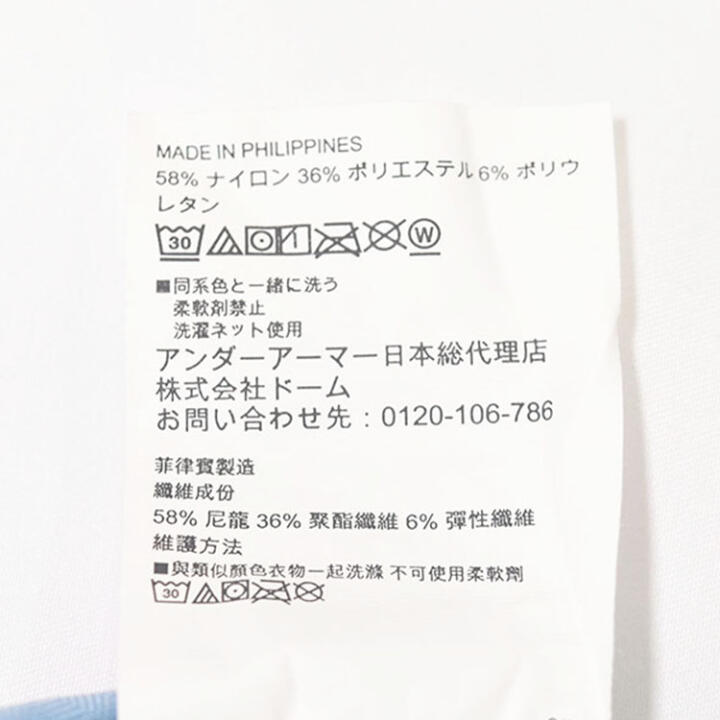 MADE IN PHILIPPINES
58% ナイロン 36% ポリエステル 6% ポリウ
レタン
30 W
■同系色と一緒に洗う
柔軟剤禁止
洗濯ネット使用
アンダーアーマー日本総代理店
株式会社ドーム
お問い合わせ先：0120-106-786
菲律賓製造
纖維成份
58% 尼龍 36% 聚酯纖維 6% 彈性纖維
維護方法
■與類似顏色衣物一起洗滌 不可使用柔軟劑
30